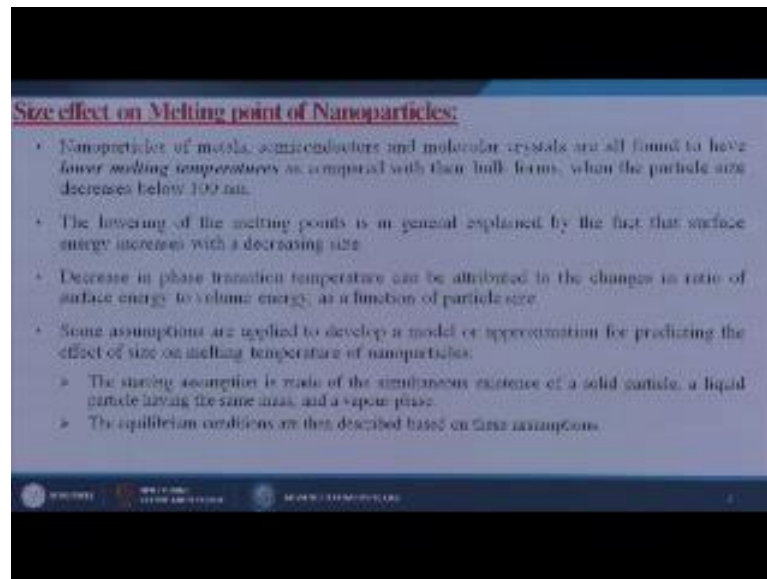 Size effect on Melting point of Nanoparticles:
• Nanoparticles of metals, semiconductors and molecular crystals are all found to have
lower melting temperatures as compared with their bulk forms, when the particle size
decreases below 100 nm.
• The lowering of the melting points is in general explained by the fact that surface
energy increases with a decreasing size
• Decrease in phase transition temperature can be attributed to the changes in ratio of
surface energy to volume energy, as a function of particle size.
• Some assumptions are applied to develop a model or approximation for predicting the
effect of size on melting temperature of nanoparticles:
➤ The starting assumption is made of the simultaneous existence of a solid particle, a liquid
particle having the same mass, and a vapour phase.
➤ The equilibrium conditions are then described based on these assumptions